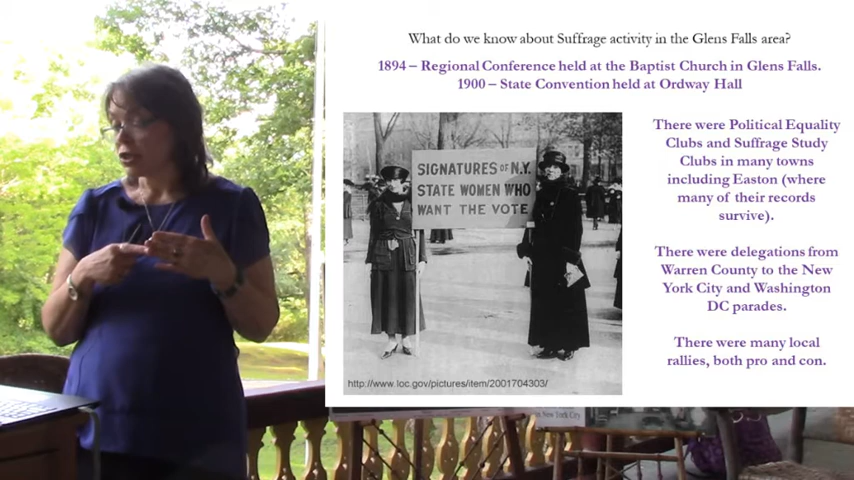 What do we know about Suffrage activity in the Glens Falls area?
1894 – Regional Conference held at the Baptist Church in Glens Falls.
1900 – State Convention held at Ordway Hall
SIGNATURES OF N.Y.
STATE WOMEN WHO
WANT THE VOTE
http://www.loc.gov/pictures/item/2001704303/
There were Political Equality
Clubs and Suffrage Study
Clubs in many towns
including Easton (where
many of their records
survive).
There were delegations from
Warren County to the New
York City and Washington
DC parades.
There were many local
rallies, both pro and con.
in New York City